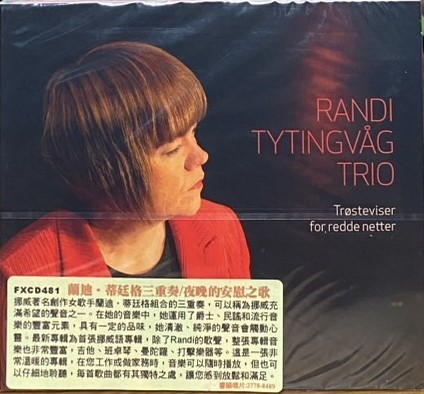 RANDI
TYTINGVÅG
TRIO
Trøsteviser
for redde netter
FXCD481 蘭迪・蒂廷格三重奏/夜晚的安慰之歌
挪威著名創作女歌手蘭迪・蒂廷格組合的三重奏，可以稱為挪威充
滿希望的聲音之一。在她的音樂中，她運用了爵士、民謠和流行音
樂的豐富元素，具有一定的品味，她清澈、純淨的聲音會觸動心
靈。最新專輯為首張挪威語專輯，除了Randi的歌聲，整張輯音
樂也非常豐富，吉他、班卓琴、曼陀羅、打擊樂器等。這是一張非
常溫暖的專輯，在您工作或做家務時，音樂可以隨時播放，但也可
以仔細地聆聽，每首歌曲都有其獨特之處，讓您感到放鬆和滿足。